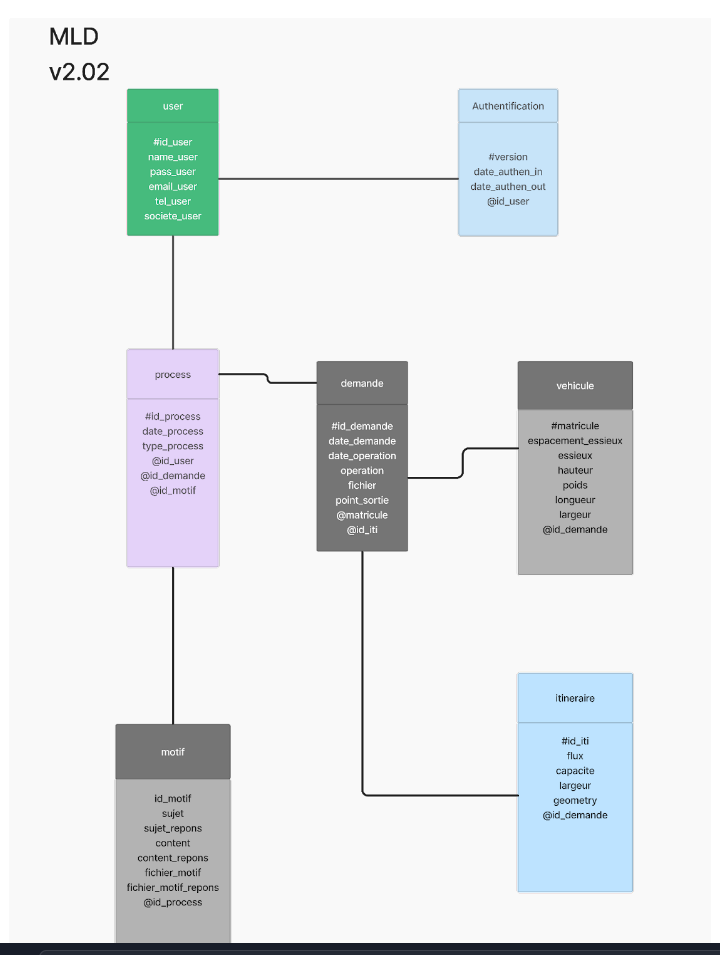 MLD
v2.02
user
#id_user
name_user
pass_user
email_user
tel_user
societe_user
Authentification
#version
date_authen_in
date_authen_out
@id_user
process
#id_process
date_process
type_process
@id_user
@id_demande
@id_motif
demande
#id_demande
date_demande
date_operation
operation
fichier
point_sortie
@matricule
@id_iti
vehicule
#matricule
espacement_essieux
essieux
hauteur
poids
longueur
largeur
@id_demande
motif
id_motif
sujet
sujet_repons
content
content_repons
fichier_motif
fichier_motif_repons
@id_process
itineraire
#id_iti
flux
capacite
largeur
geometry
@id_demande